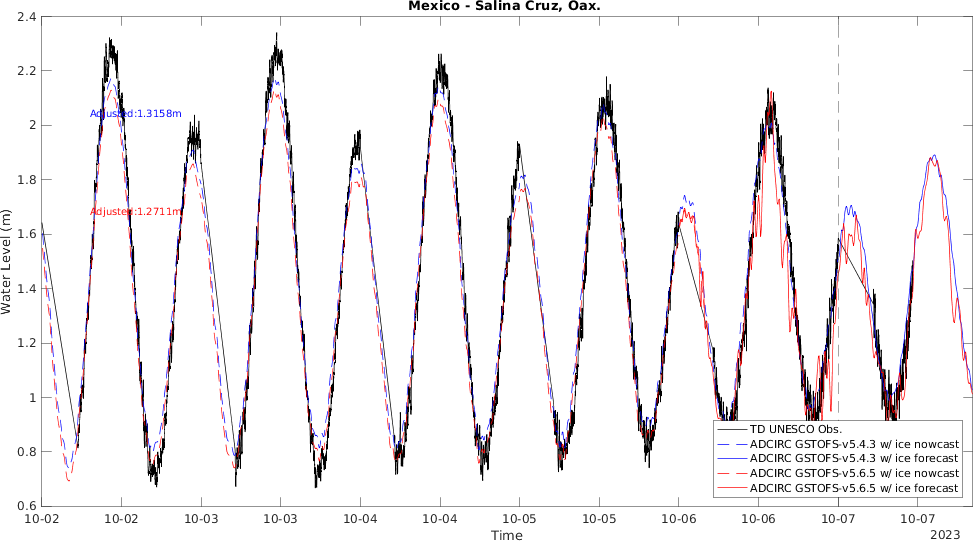 Mexico - Salina Cruz, Oax.
2.4
2.2
2
1.8
1.6
1.4
1.2
1
0.8
0.6
Water Level (m)
Adjusted:1.3158m
Adjusted:1.2711m
TD UNESCO Obs.
ADCIRC GSTOFS-v5.4.3 w/ ice nowcast
ADCIRC GSTOFS-v5.4.3 w/ ice forecast
ADCIRC GSTOFS-v5.6.5 w/ ice nowcast
ADCIRC GSTOFS-v5.6.5 w/ ice forecast
10-02 10-02 10-03 10-03 10-04 10-04 10-05 10-05 10-06 10-06 10-07 10-07
Time
2023